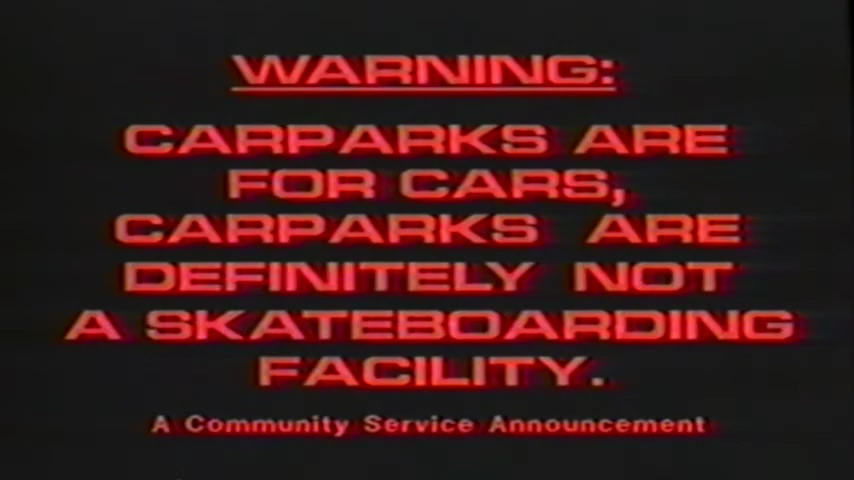 WARNING:
CARPARKS ARE
FOR CARS,
CARPARKS ARE
DEFINITELY NOT
A SKATEBOARDING
FACILITY.
A Community Service Announcement